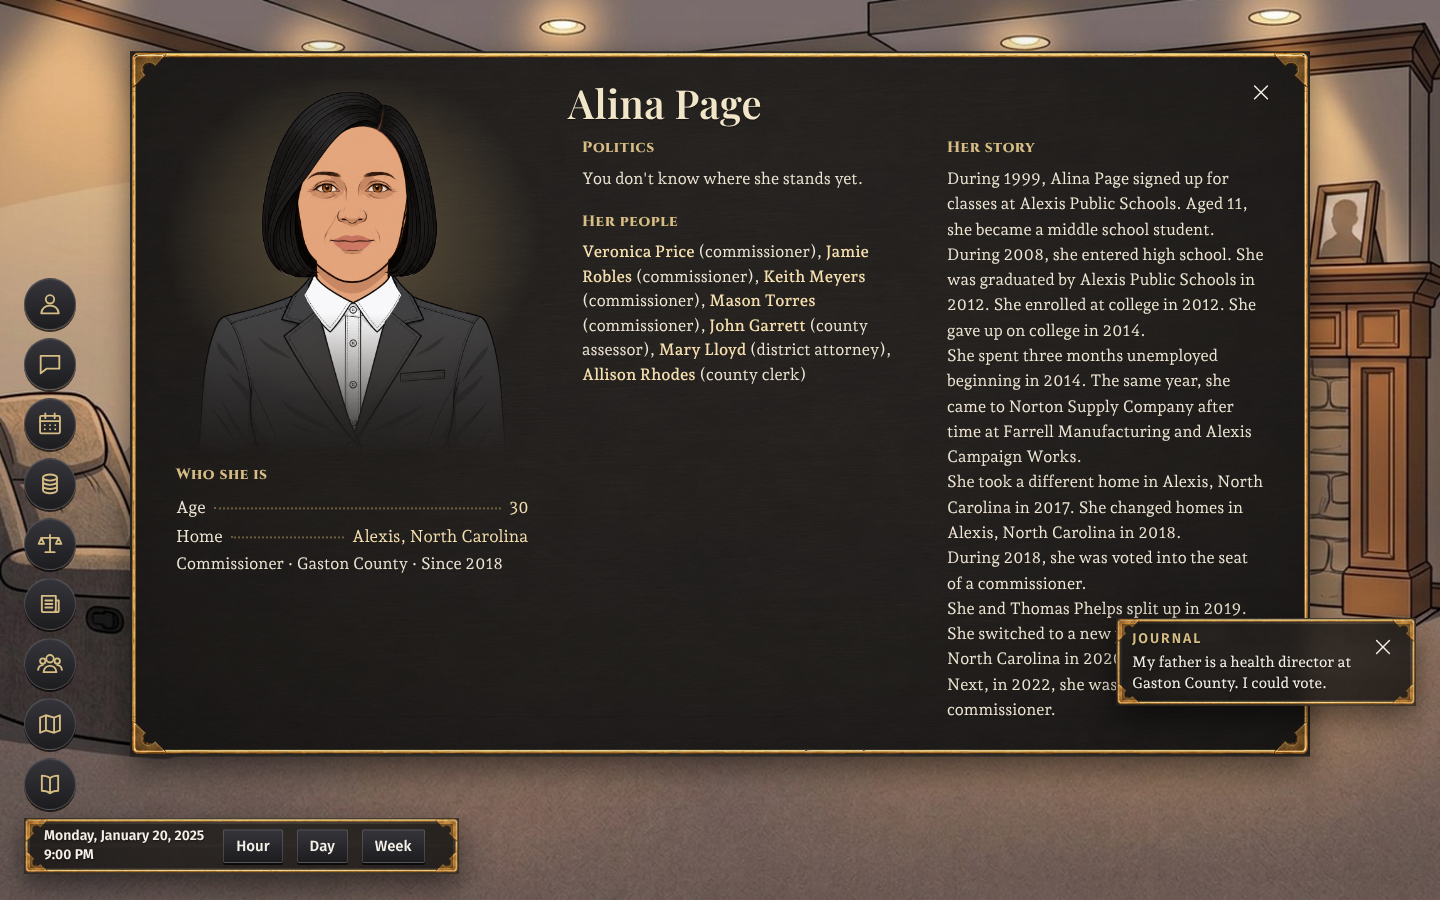 Alina Page
POLITICS
You don't know where she stands yet.
HER PEOPLE
Veronica Price (commissioner), Jamie
Robles (commissioner), Keith Meyers
(commissioner), Mason Torres
(commissioner), John Garrett (county
assessor), Mary Lloyd (district attorney),
Allison Rhodes (county clerk)
HER STORY
During 1999, Alina Page signed up for
classes at Alexis Public Schools. Aged 11,
she became a middle school student.
During 2008, she entered high school. She
was graduated by Alexis Public Schools in
2012. She enrolled at college in 2012. She
gave up on college in 2014.
She spent three months unemployed
beginning in 2014. The same year, she
came to Norton Supply Company after
time at Farrell Manufacturing and Alexis
Campaign Works.
She took a different home in Alexis, North
Carolina in 2017. She changed homes in
Alexis, North Carolina in 2018.
During 2018, she was voted into the seat
of a commissioner.
She and Thomas Phelps split up in 2019.
She switched to a new
North Carolina in
Next, in 2022, she was
commissioner.
WHO SHE IS
Age 30
Home Alexis, North Carolina
Commissioner · Gaston County · Since 2018
JOURNAL
My father is a health director at
Gaston County. I could vote.
Monday, January 20, 2025
9:00 PM
Hour
Day
Week